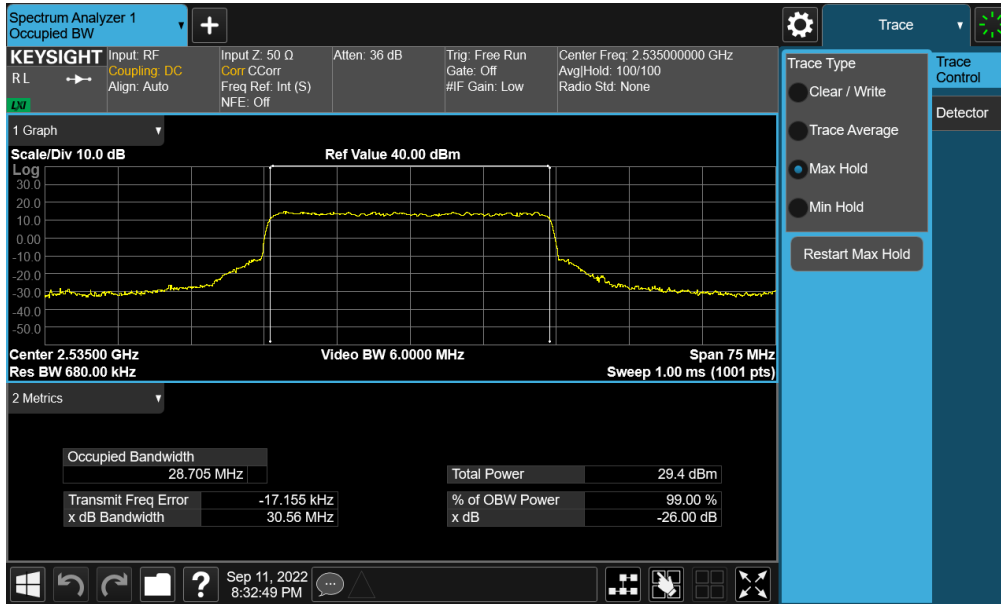 Spectrum Analyzer 1
Occupied BW
Trace
KEYSIGHT
R L
LXI
Input: RF
Coupling: DC
Align: Auto
Input Z: 50 Ω
Corr CCorr
Freq Ref: Int (S)
NFE: Off
Atten: 36 dB
Trig: Free Run
Gate: Off
#IF Gain: Low
Center Freq: 2.535000000 GHz
Avg|Hold: 100/100
Radio Std: None
1 Graph
Scale/Div 10.0 dB
Ref Value 40.00 dBm
Log
30.0
20.0
10.0
0.00
-10.0
-20.0
-30.0
-40.0
-50.0
Center 2.53500 GHz
Video BW 6.0000 MHz
Span 75 MHz
Res BW 680.00 kHz
Sweep 1.00 ms (1001 pts)
2 Metrics
Occupied Bandwidth
28.705 MHz
Total Power 29.4 dBm
Transmit Freq Error -17.155 kHz
% of OBW Power 99.00 %
x dB Bandwidth 30.56 MHz
x dB -26.00 dB
Trace Type
Clear / Write
Trace Average
Max Hold
Min Hold
Restart Max Hold
Trace
Control
Detector
?
Sep 11, 2022
8:32:49 PM